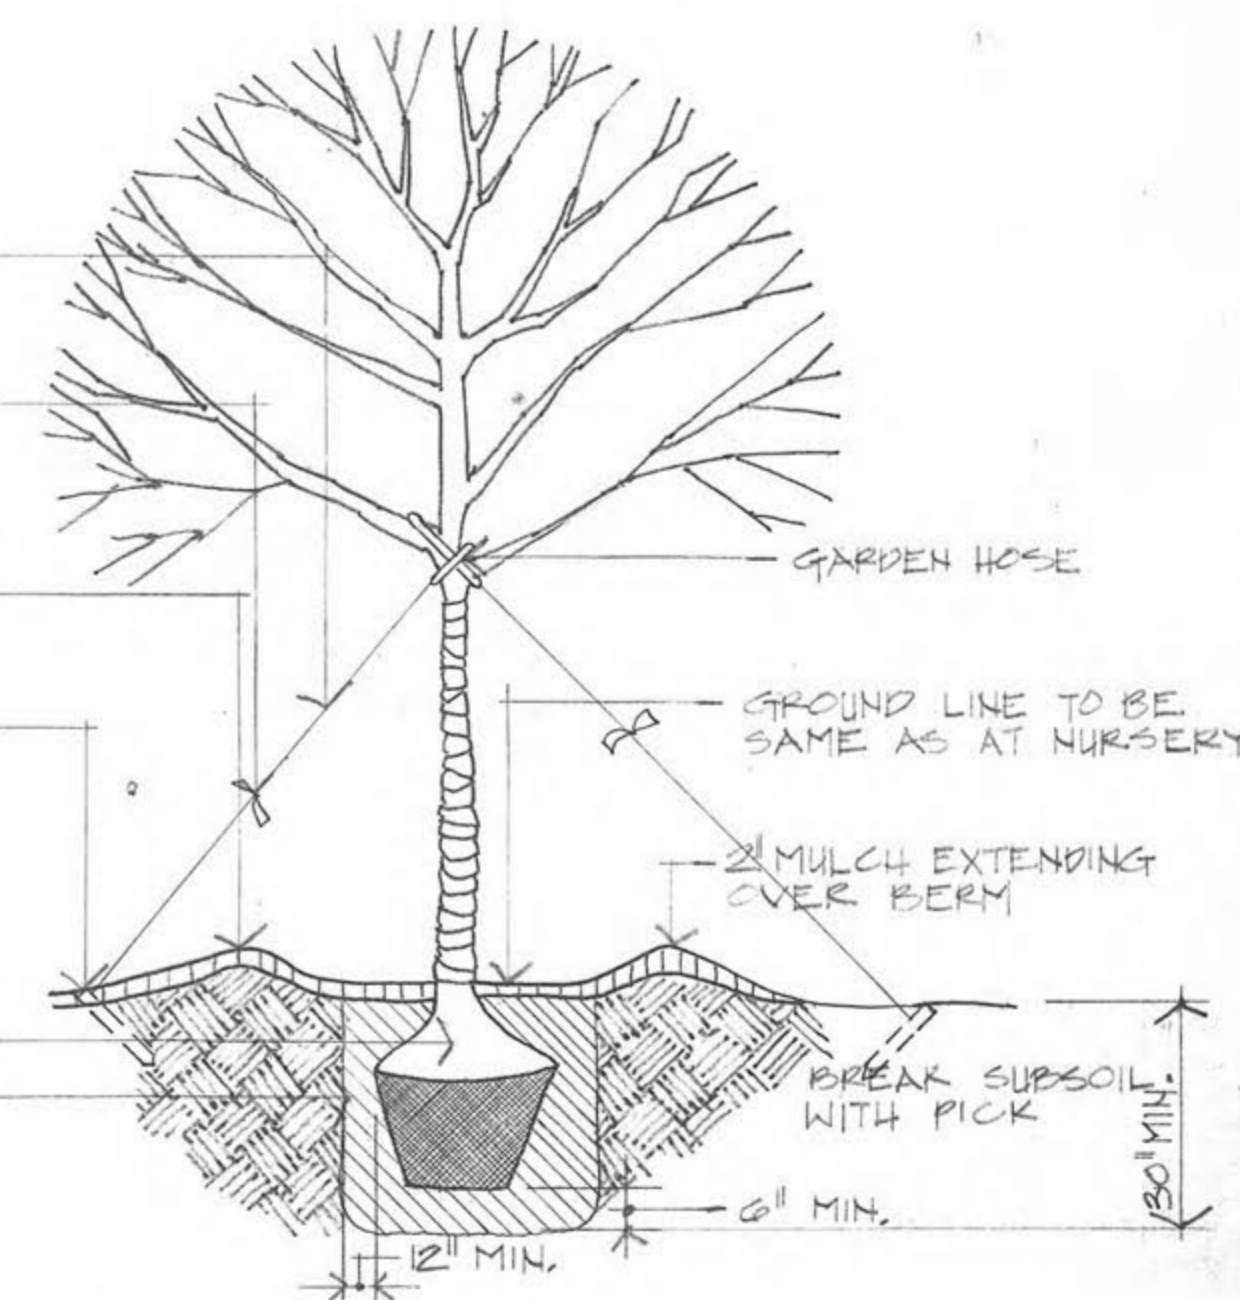 GARDEN HOSE
GROUND LINE TO BE
SAME AS AT NURSERY
2" MULCH EXTENDING
OVER BERM
BREAK SUBSOIL
WITH PICK
30" MIN.
6" MIN.
12" MIN.